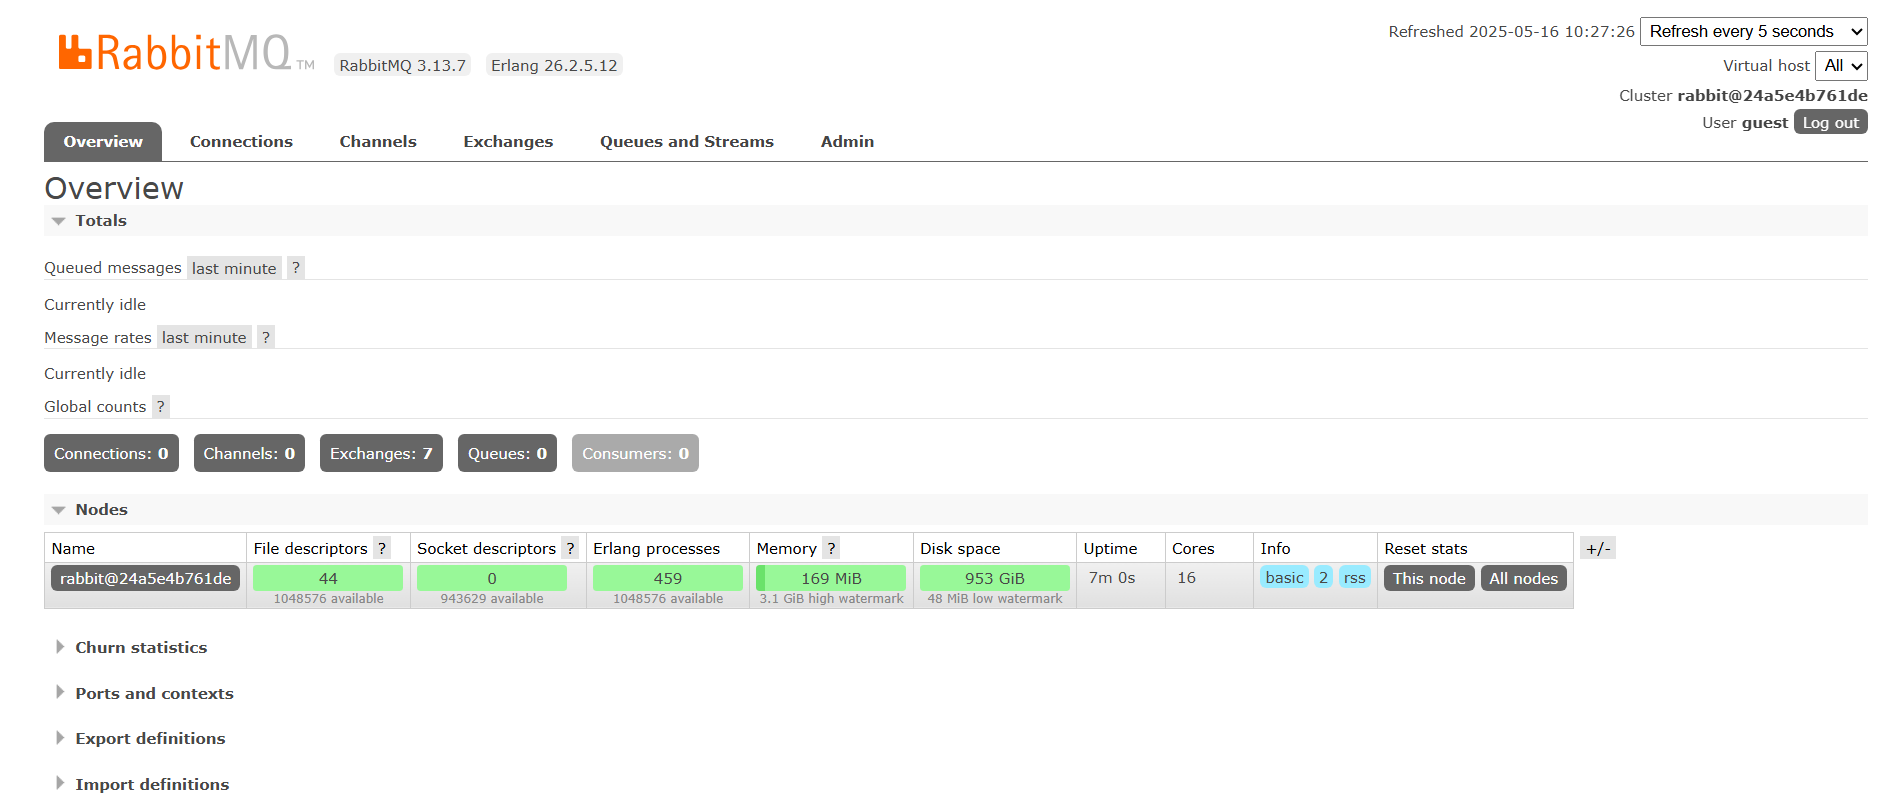 RabbitMQ TM RabbitMQ 3.13.7 Erlang 26.2.5.12
Refreshed 2025-05-16 10:27:26 Refresh every 5 seconds
Virtual host All
Cluster rabbit@24a5e4b761de
User guest Log out
Overview Connections Channels Exchanges Queues and Streams Admin
Overview
Totals
Queued messages last minute ?
Currently idle
Message rates last minute ?
Currently idle
Global counts ?
Connections: 0 Channels: 0 Exchanges: 7 Queues: 0 Consumers: 0
Nodes
Name File descriptors ? Socket descriptors ? Erlang processes Memory ? Disk space Uptime Cores Info Reset stats +/-
rabbit@24a5e4b761de 44 0 459 169 MiB 953 GiB 7m 0s 16 basic 2 rss This node All nodes
1048576 available 943629 available 1048576 available 3.1 GiB high watermark 48 MiB low watermark
Churn statistics
Ports and contexts
Export definitions
Import definitions